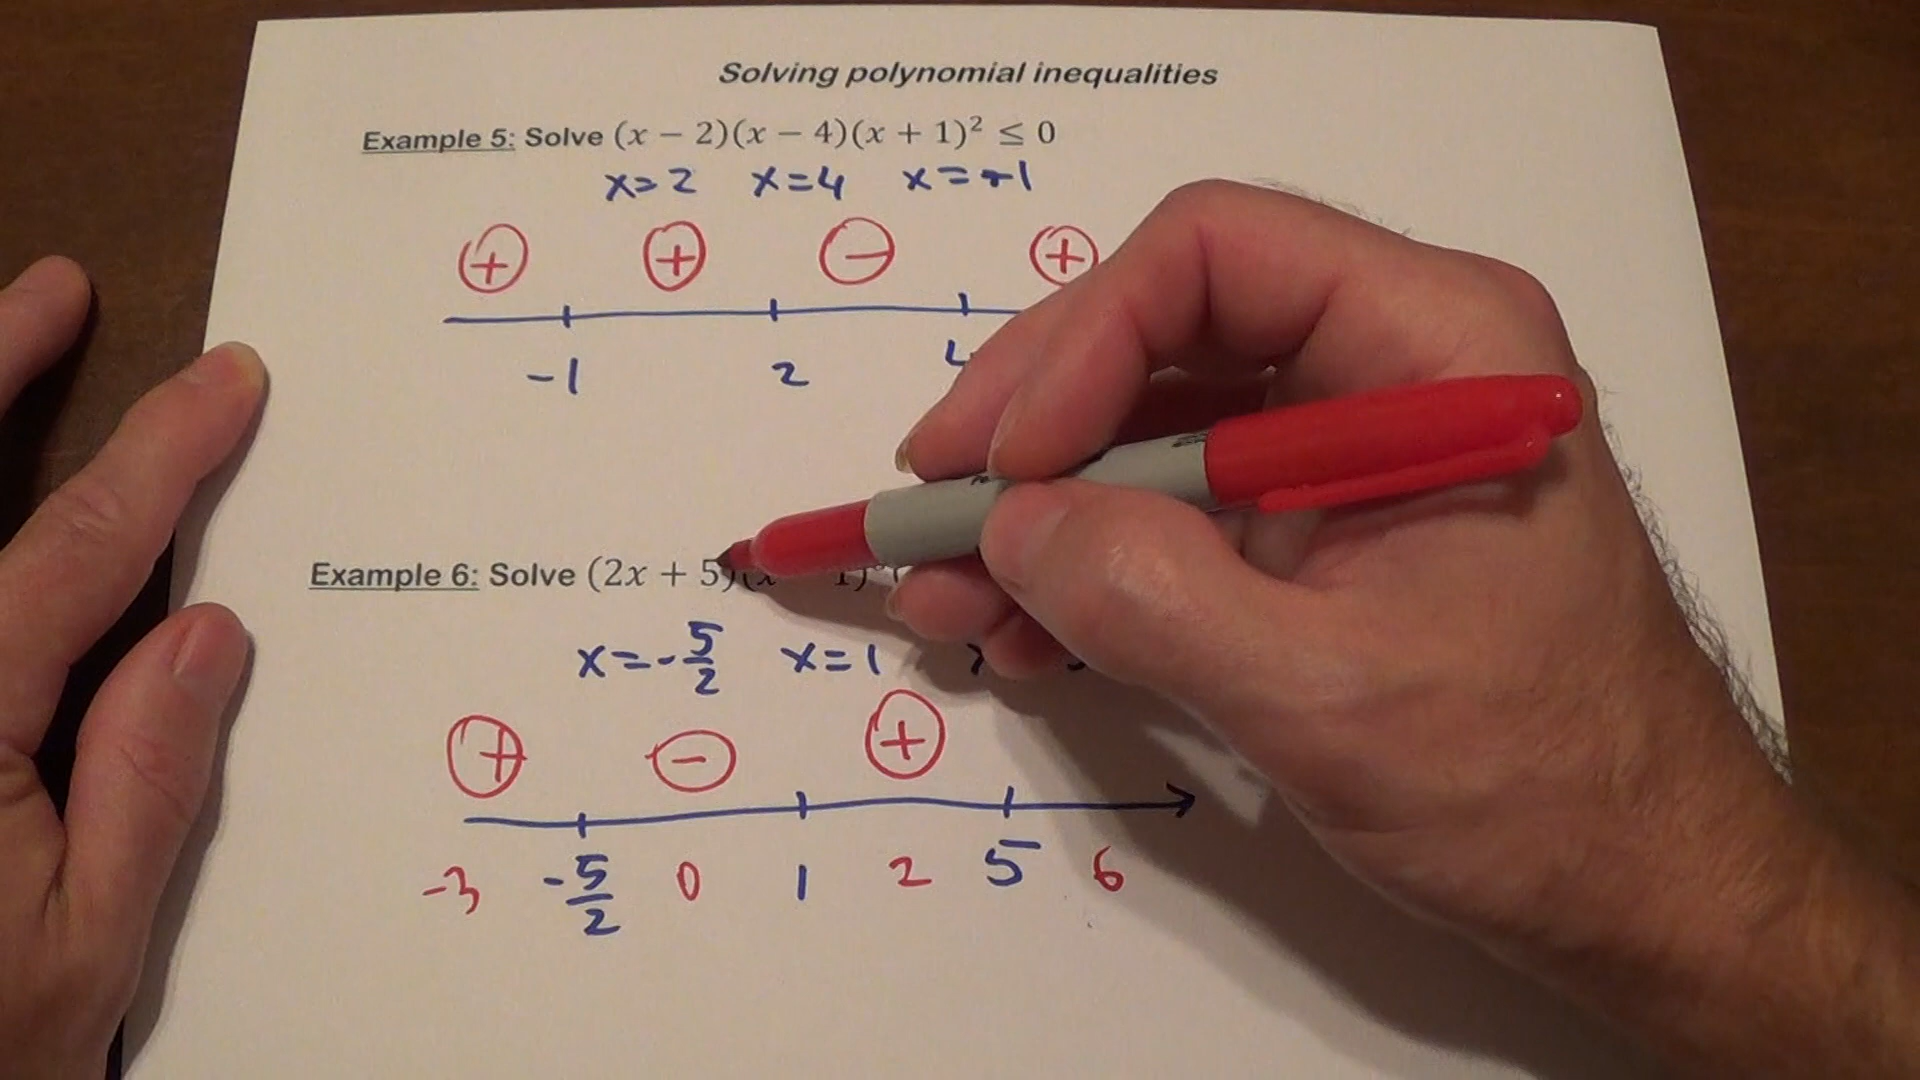 Solving polynomial inequalities
Example 5: Solve (x − 2)(x − 4)(x + 1)² ≤ 0
x=2 x=4 x=-1
+ + − +
-1 2 4
Example 6: Solve (2x + 5)(x 1)
x=-5/2 x=1
+ − +
-3 -5/2 0 1 2 5 6